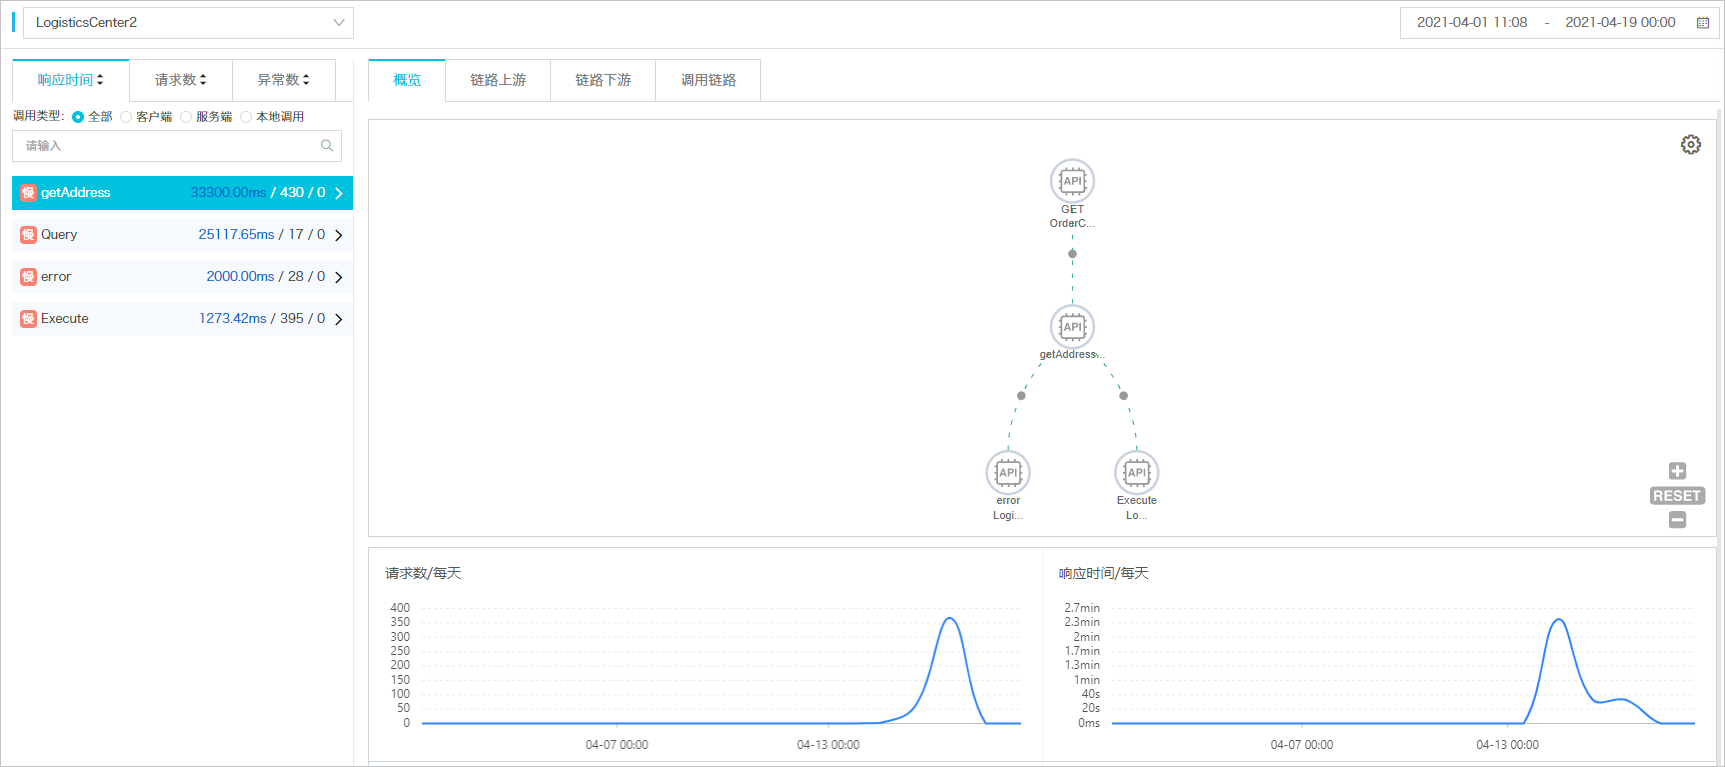 LogisticsCenter2
2021-04-01 11:08 - 2021-04-19 00:00
响应时间 请求数 异常数
概览 链路上游 链路下游 调用链路
调用类型: 全部 客户端 服务端 本地调用
请输入
慢 getAddress 33300.00ms / 430 / 0
慢 Query 25117.65ms / 17 / 0
慢 error 2000.00ms / 28 / 0
慢 Execute 1273.42ms / 395 / 0
API
GET
OrderC...
API
getAddress...
API
error
Logi...
API
Execute
Lo...
RESET
请求数/每天
400
350
300
250
200
150
100
50
0
04-07 00:00 04-13 00:00
响应时间/每天
2.7min
2.3min
2min
1.7min
1.3min
1min
40s
20s
0ms
04-07 00:00 04-13 00:00